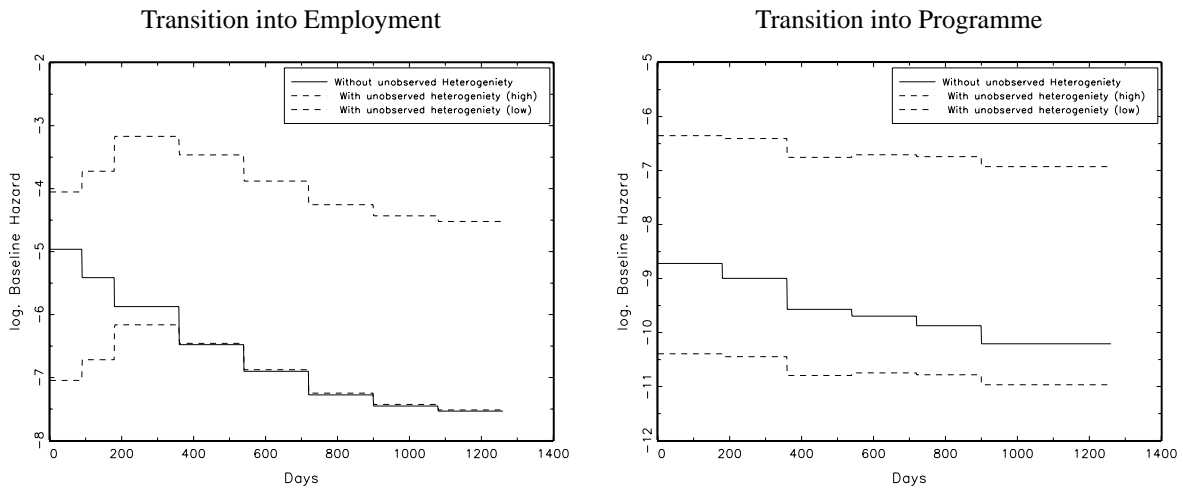 Transition into Employment
Without unobserved Heterogeniety
With unobserved heterogeniety (high)
With unobserved heterogeniety (low)
log. Baseline Hazard
-2
-3
-4
-5
-6
-7
-8
0 200 400 600 800 1000 1200 1400
Days
Transition into Programme
Without unobserved Heterogeniety
With unobserved heterogeniety (high)
With unobserved heterogeniety (low)
log. Baseline Hazard
-5
-6
-7
-8
-9
-10
-11
-12
0 200 400 600 800 1000 1200 1400
Days